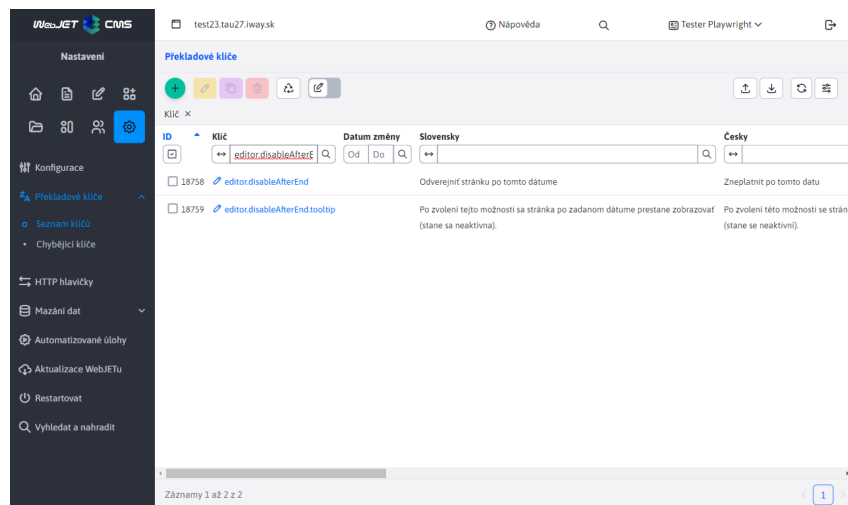 WebJET CMS
test23.tau27.iway.sk
Nápověda
Tester Playwright
Nastavení
Překladové klíče
Klíč ×
ID
Klíč
Datum změny
Slovensky
Česky
editor.disableAfterE
Od
Do
18758
editor.disableAfterEnd
Odverejniť stránku po tomto dátume
Zneplatnit po tomto datu
18759
editor.disableAfterEnd.tooltip
Po zvolení tejto možnosti sa stránka po zadanom dátume prestane zobrazovať
(stane sa neaktívna).
Po zvolení této možnosti se strán
(stane se neaktivní).
Konfigurace
Překladové klíče
Seznam klíčů
Chybějící klíče
HTTP hlavičky
Mazání dat
Automatizované úlohy
Aktualizace WebJETu
Restartovat
Vyhledat a nahradit
Záznamy 1 až 2 z 2
1